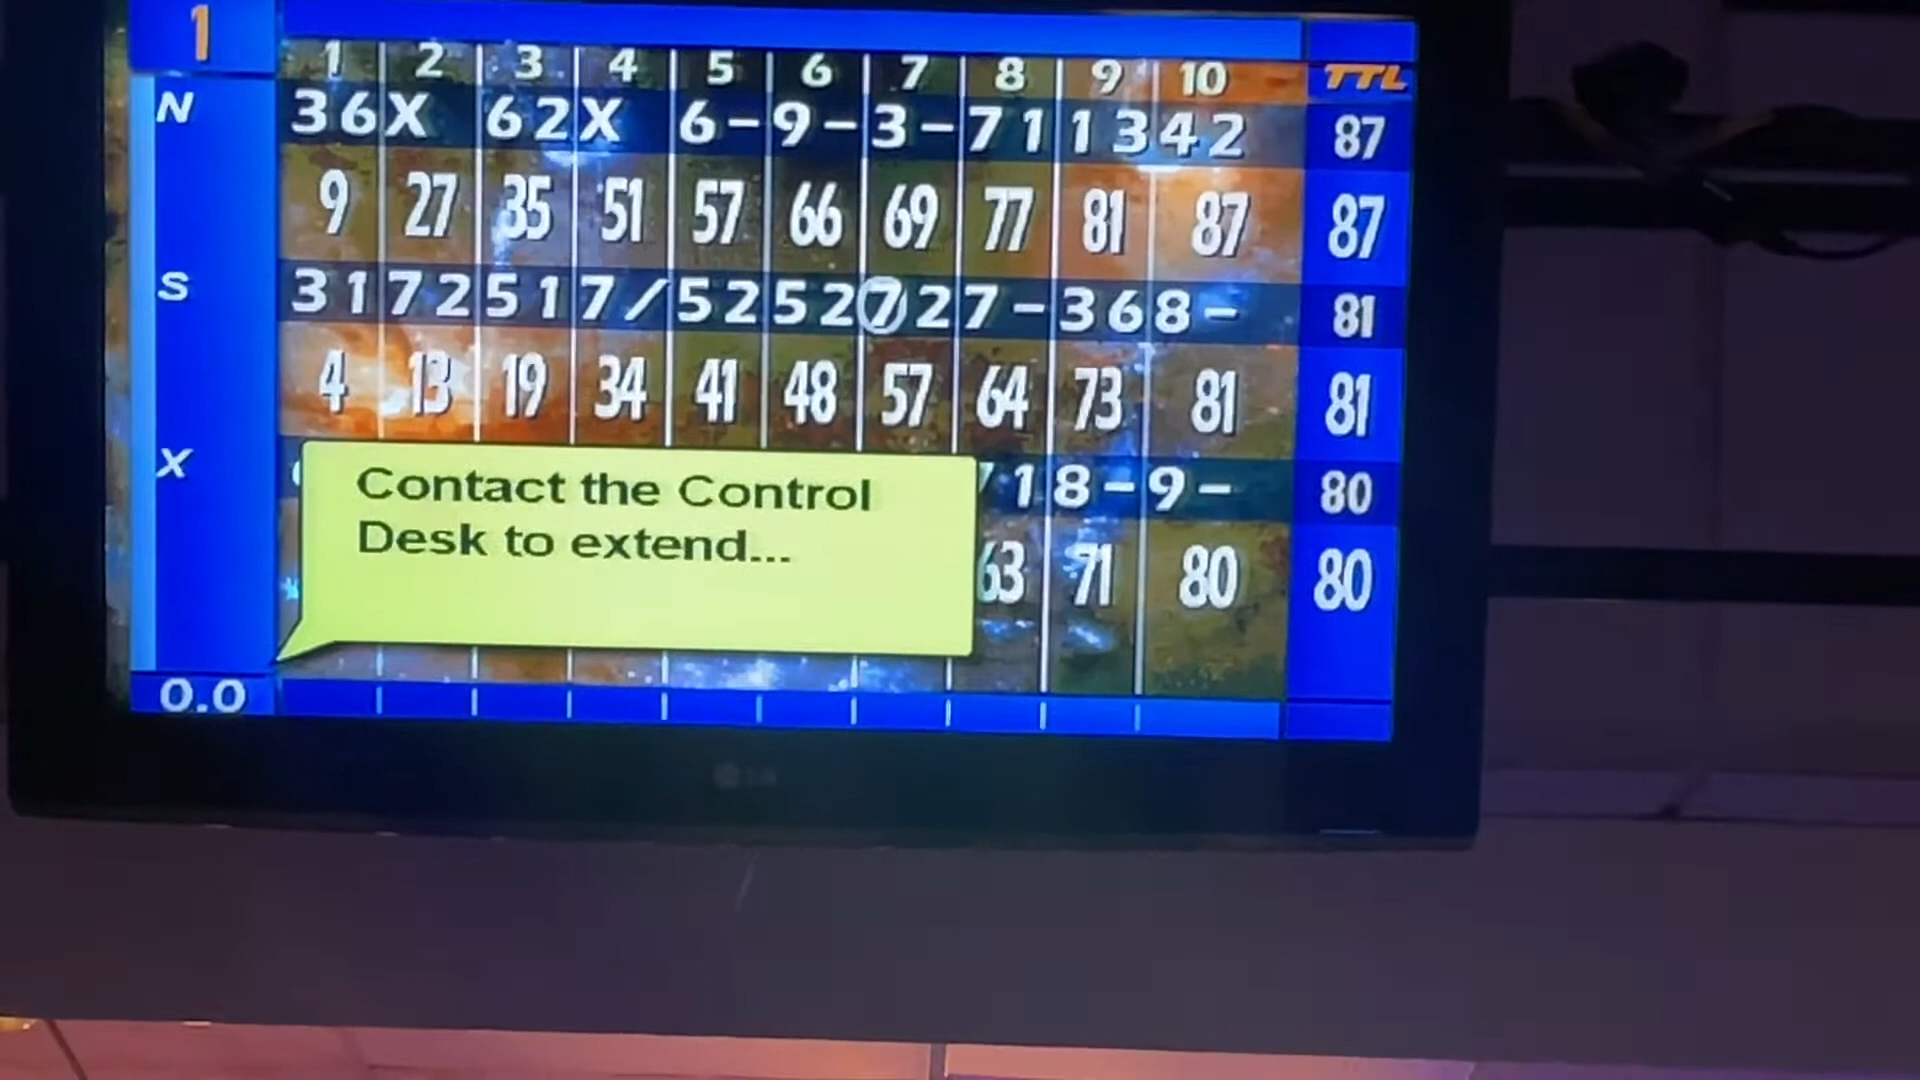 1
1 2 3 4 5 6 7 8 9 10 TTL
N 3 6 X 6 2 X 6 - 9 - 3 - 7 1 1 3 4 2 87
9 27 35 51 57 66 69 77 81 87 87
S 3 1 7 2 5 1 7 / 5 2 5 2 7 2 7 - 3 6 8 - 81
4 13 19 34 41 48 57 64 73 81 81
X 1 8 - 9 - 80
63 71 80 80
Contact the Control
Desk to extend...
0.0